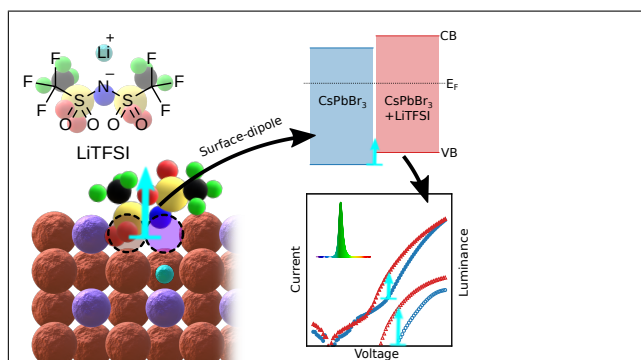 Li+
F
F
F
F
F
F
N−
S
S
O
O
O
O
LiTFSI
Surface-dipole
CB
EF
VB
CsPbBr3
CsPbBr3
+LiTFSI
Current
Luminance
Voltage